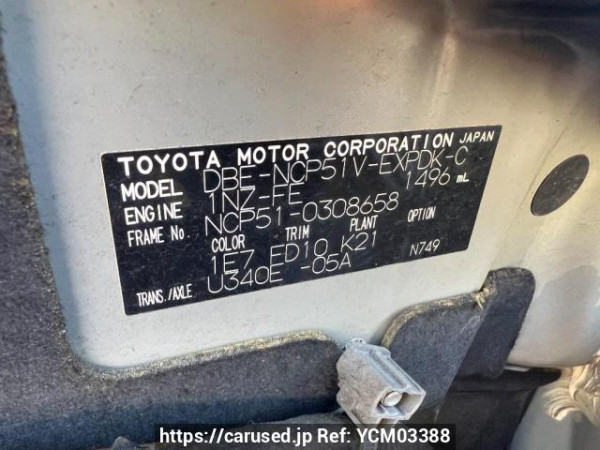 TOYOTA MOTOR CORPORATION JAPAN
MODEL DBE-NCP51V-EXPDK-C
ENGINE 1NZ-FE 1496 mL
FRAME No. NCP51-0308658
COLOR TRIM PLANT OPTION
1E7 ED10 K21 N749
TRANS./AXLE U340E -05A
https://carused.jp Ref: YCM03388